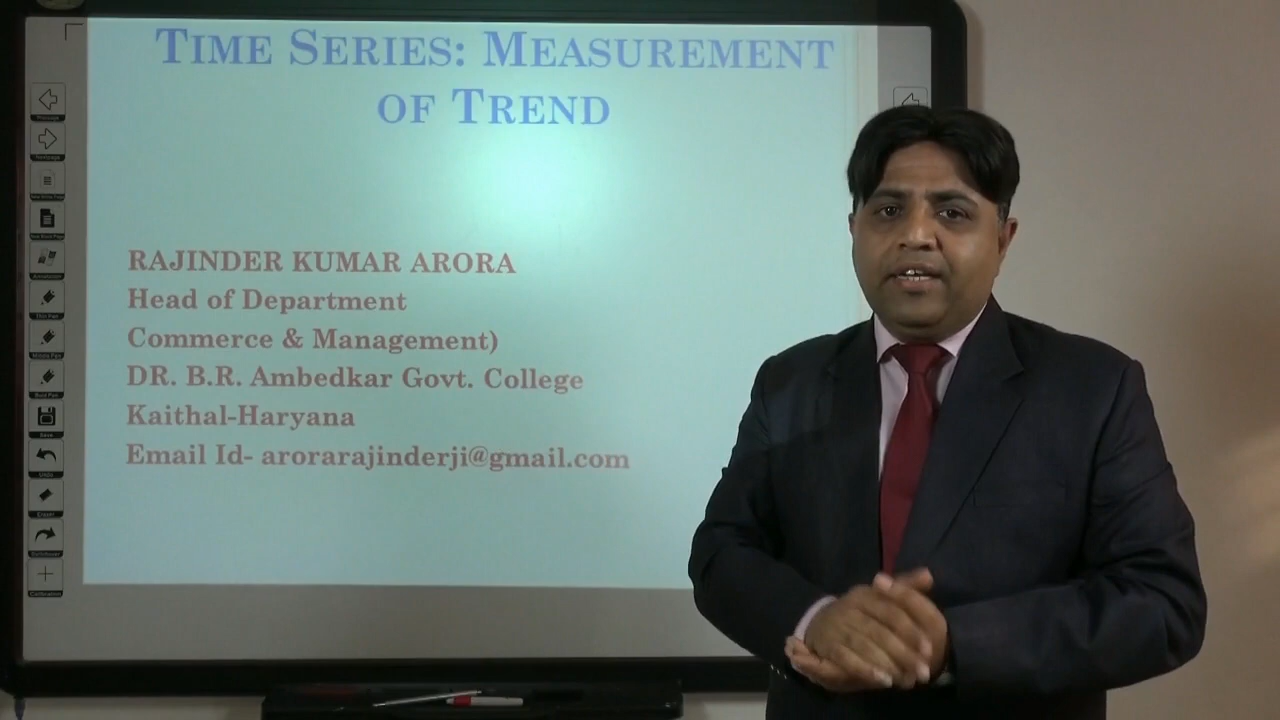 TIME SERIES: MEASUREMENT
OF TREND
RAJINDER KUMAR ARORA
Head of Department
Commerce & Management)
DR. B.R. Ambedkar Govt. College
Kaithal-Haryana
Email Id- arorarajinderji@gmail.com